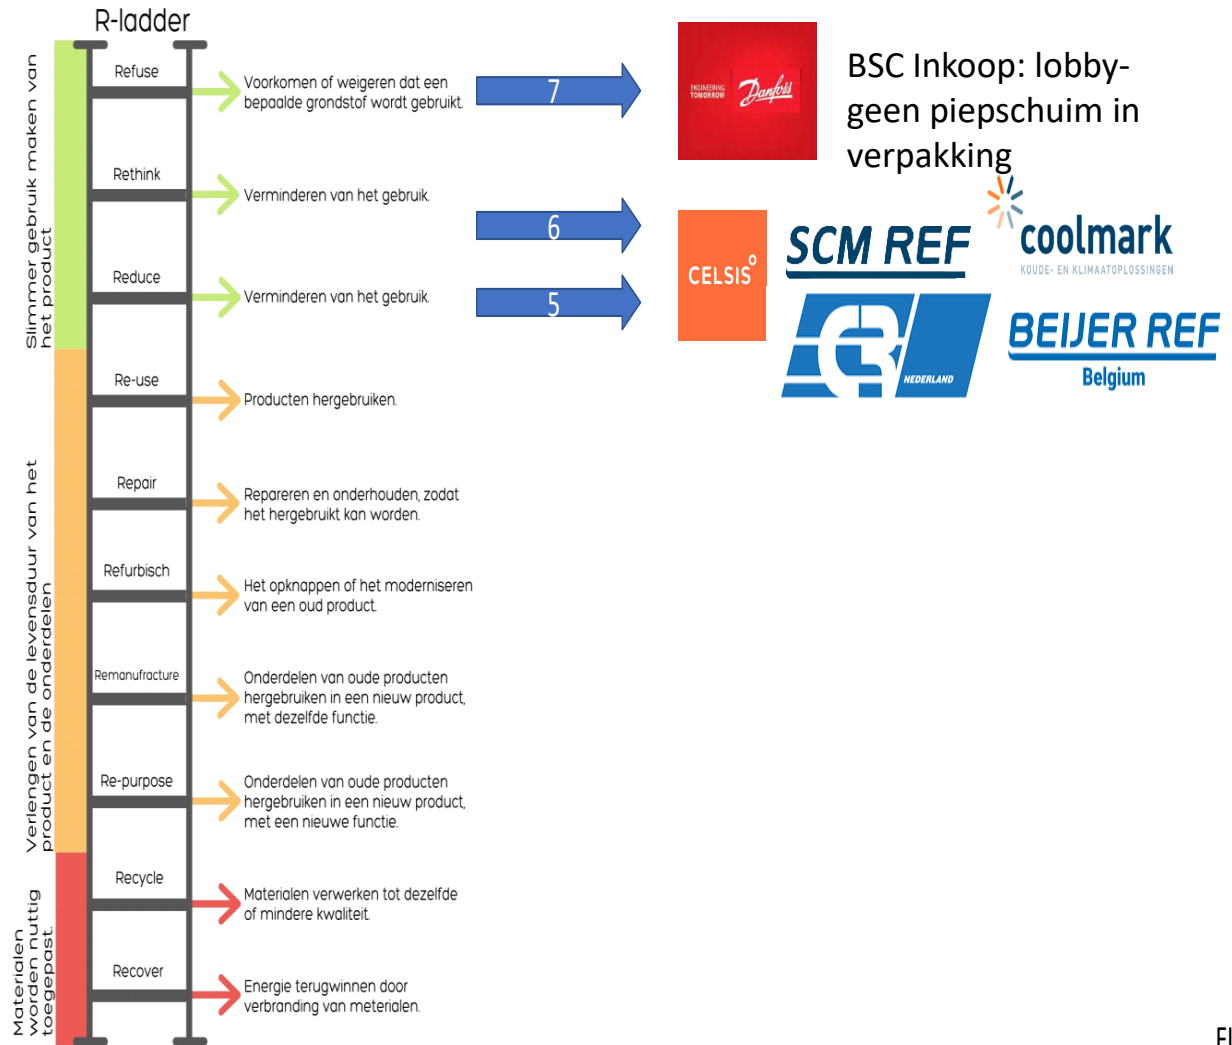 R-ladder
Slimmer gebruik maken van
het product
Refuse
Voorkomen of weigeren dat een
bepaalde grondstof wordt gebruikt.
7
ENGINEERING
TOMORROW
Danfoss
BSC Inkoop: lobby-
geen piepschuim in
verpakking
Rethink
Verminderen van het gebruik.
6
Reduce
Verminderen van het gebruik.
5
CELSIS°
SCM REF
coolmark
KOUDE- EN KLIMAATOPLOSSINGEN
NEDERLAND
BEIJER REF
Belgium
Verlengen van de levensduur van het
product en de onderdelen
Re-use
Producten hergebruiken.
Repair
Repareren en onderhouden, zodat
het hergebruikt kan worden.
Refurbisch
Het opknappen of het moderniseren
van een oud product.
Remanufracture
Onderdelen van oude producten
hergebruiken in een nieuw product,
met dezelfde functie.
Re-purpose
Onderdelen van oude producten
hergebruiken in een nieuw product,
met een nieuwe functie.
Materialen
worden nuttig
toegepast.
Recycle
Materialen verwerken tot dezelfde
of mindere kwaliteit.
Recover
Energie terugwinnen door
verbranding van meterialen.